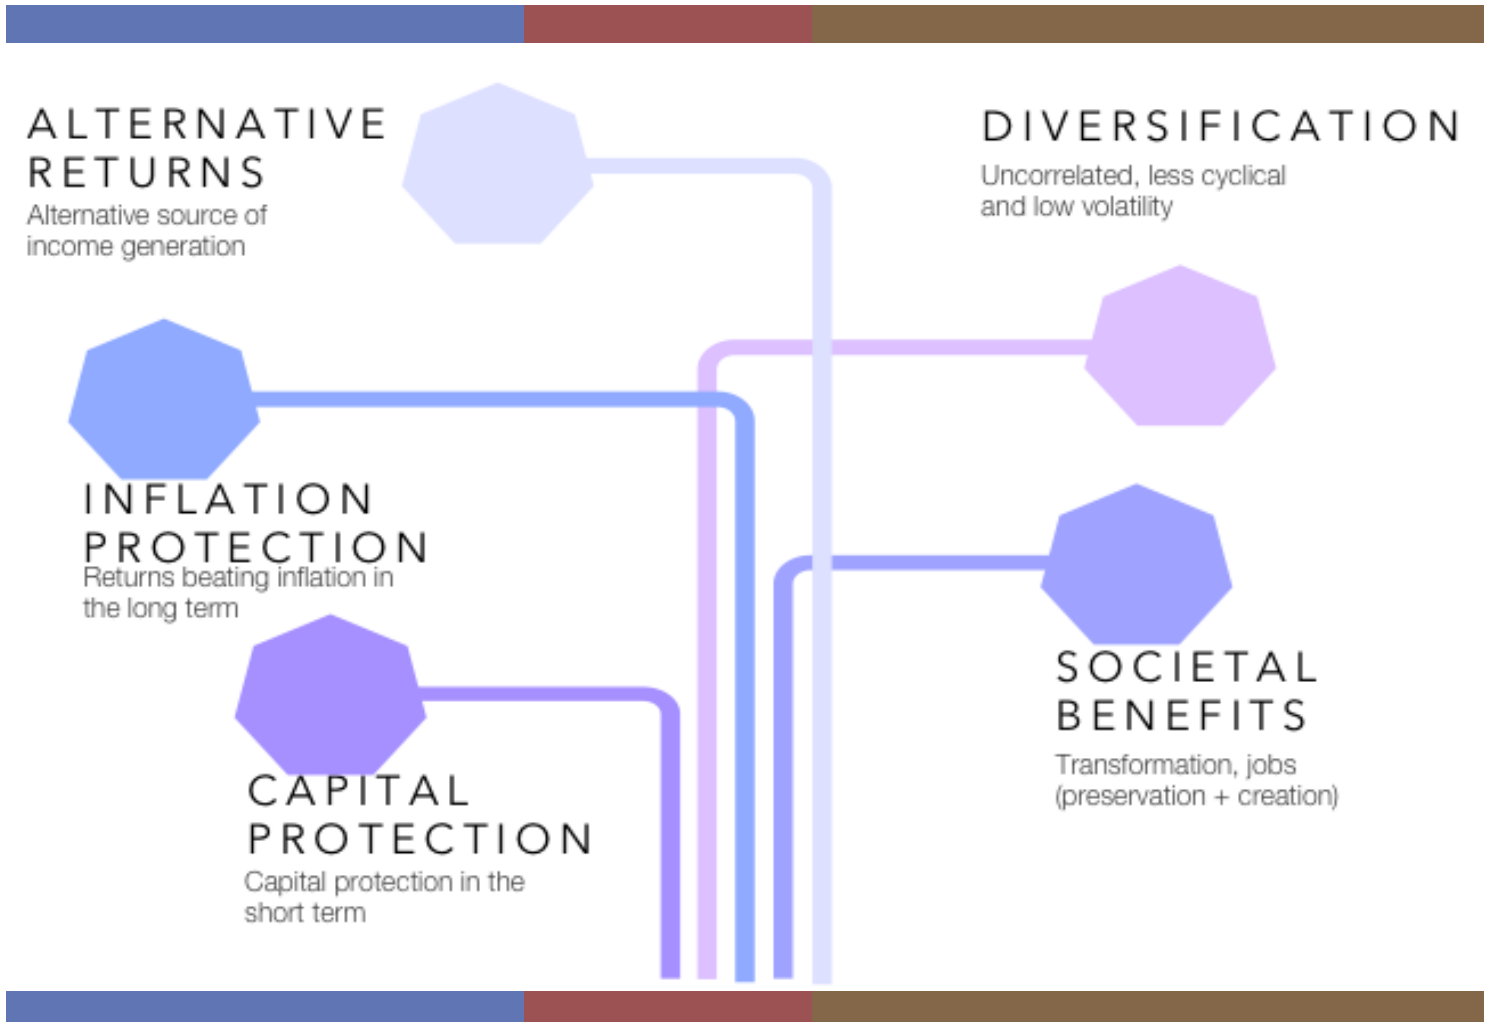 ALTERNATIVE
RETURNS
Alternative source of
income generation
DIVERSIFICATION
Uncorrelated, less cyclical
and low volatility
INFLATION
PROTECTION
Returns beating inflation in
the long term
SOCIETAL
BENEFITS
Transformation, jobs
(preservation + creation)
CAPITAL
PROTECTION
Capital protection in the
short term